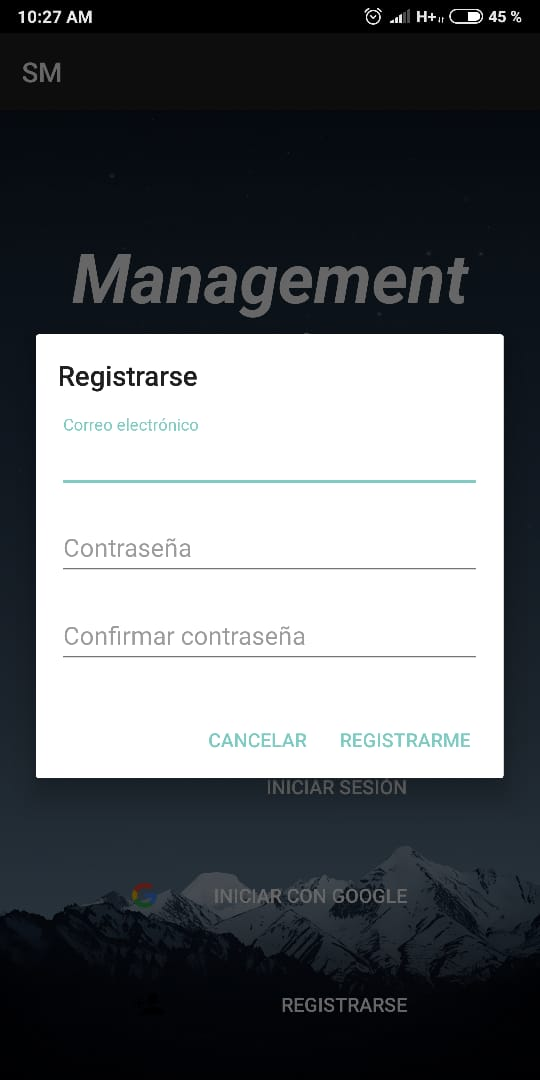 10:27 AM H+ 45 %
SM
Management
Registrarse
Correo electrónico
Contraseña
Confirmar contraseña
CANCELAR REGISTRARME
INICIAR SESIÓN
INICIAR CON GOOGLE
REGISTRARSE